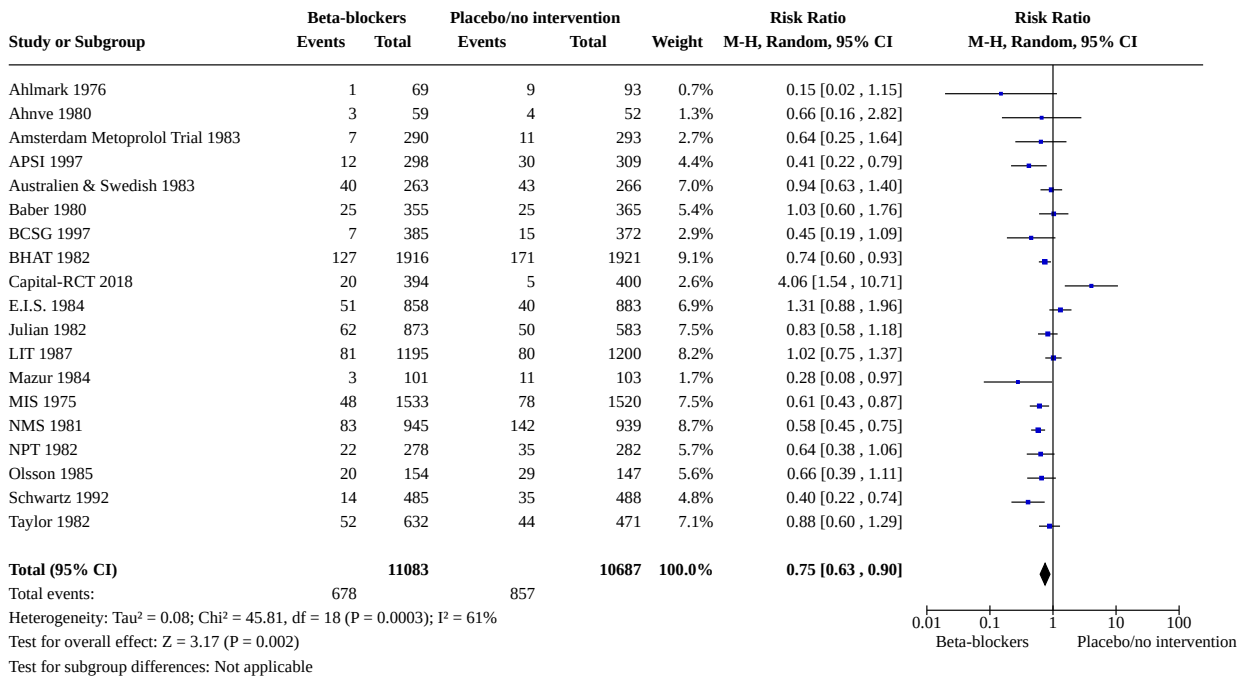 Beta-blockers Placebo/no intervention Risk Ratio Risk Ratio
Study or Subgroup Events Total Events Total Weight M-H, Random, 95% CI M-H, Random, 95% CI
Ahlmark 1976 1 69 9 93 0.7% 0.15 [0.02 , 1.15]
Ahnve 1980 3 59 4 52 1.3% 0.66 [0.16 , 2.82]
Amsterdam Metoprolol Trial 1983 7 290 11 293 2.7% 0.64 [0.25 , 1.64]
APSI 1997 12 298 30 309 4.4% 0.41 [0.22 , 0.79]
Australien & Swedish 1983 40 263 43 266 7.0% 0.94 [0.63 , 1.40]
Baber 1980 25 355 25 365 5.4% 1.03 [0.60 , 1.76]
BCSG 1997 7 385 15 372 2.9% 0.45 [0.19 , 1.09]
BHAT 1982 127 1916 171 1921 9.1% 0.74 [0.60 , 0.93]
Capital-RCT 2018 20 394 5 400 2.6% 4.06 [1.54 , 10.71]
E.I.S. 1984 51 858 40 883 6.9% 1.31 [0.88 , 1.96]
Julian 1982 62 873 50 583 7.5% 0.83 [0.58 , 1.18]
LIT 1987 81 1195 80 1200 8.2% 1.02 [0.75 , 1.37]
Mazur 1984 3 101 11 103 1.7% 0.28 [0.08 , 0.97]
MIS 1975 48 1533 78 1520 7.5% 0.61 [0.43 , 0.87]
NMS 1981 83 945 142 939 8.7% 0.58 [0.45 , 0.75]
NPT 1982 22 278 35 282 5.7% 0.64 [0.38 , 1.06]
Olsson 1985 20 154 29 147 5.6% 0.66 [0.39 , 1.11]
Schwartz 1992 14 485 35 488 4.8% 0.40 [0.22 , 0.74]
Taylor 1982 52 632 44 471 7.1% 0.88 [0.60 , 1.29]
Total (95% CI) 11083 10687 100.0% 0.75 [0.63 , 0.90]
Total events: 678 857
Heterogeneity: Tau² = 0.08; Chi² = 45.81, df = 18 (P = 0.0003); I² = 61%
0.01 0.1 1 10 100
Test for overall effect: Z = 3.17 (P = 0.002)
Beta-blockers Placebo/no intervention
Test for subgroup differences: Not applicable